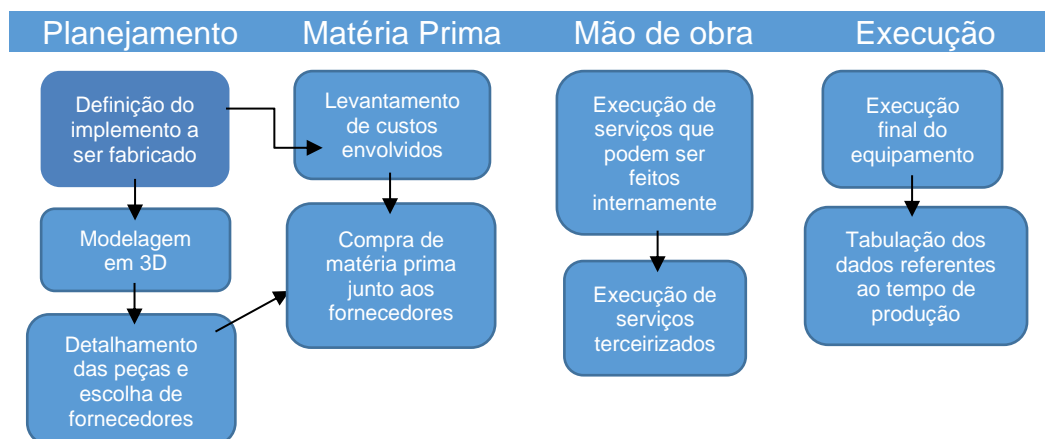 Planejamento
Matéria Prima
Mão de obra
Execução
Definição do
implemento a
ser fabricado
Modelagem
em 3D
Detalhamento
das peças e
escolha de
fornecedores
Levantamento
de custos
envolvidos
Compra de
matéria prima
junto aos
fornecedores
Execução de
serviços que
podem ser
feitos
internamente
Execução de
serviços
terceirizados
Execução
final do
equipamento
Tabulação dos
dados referentes
ao tempo de
produção